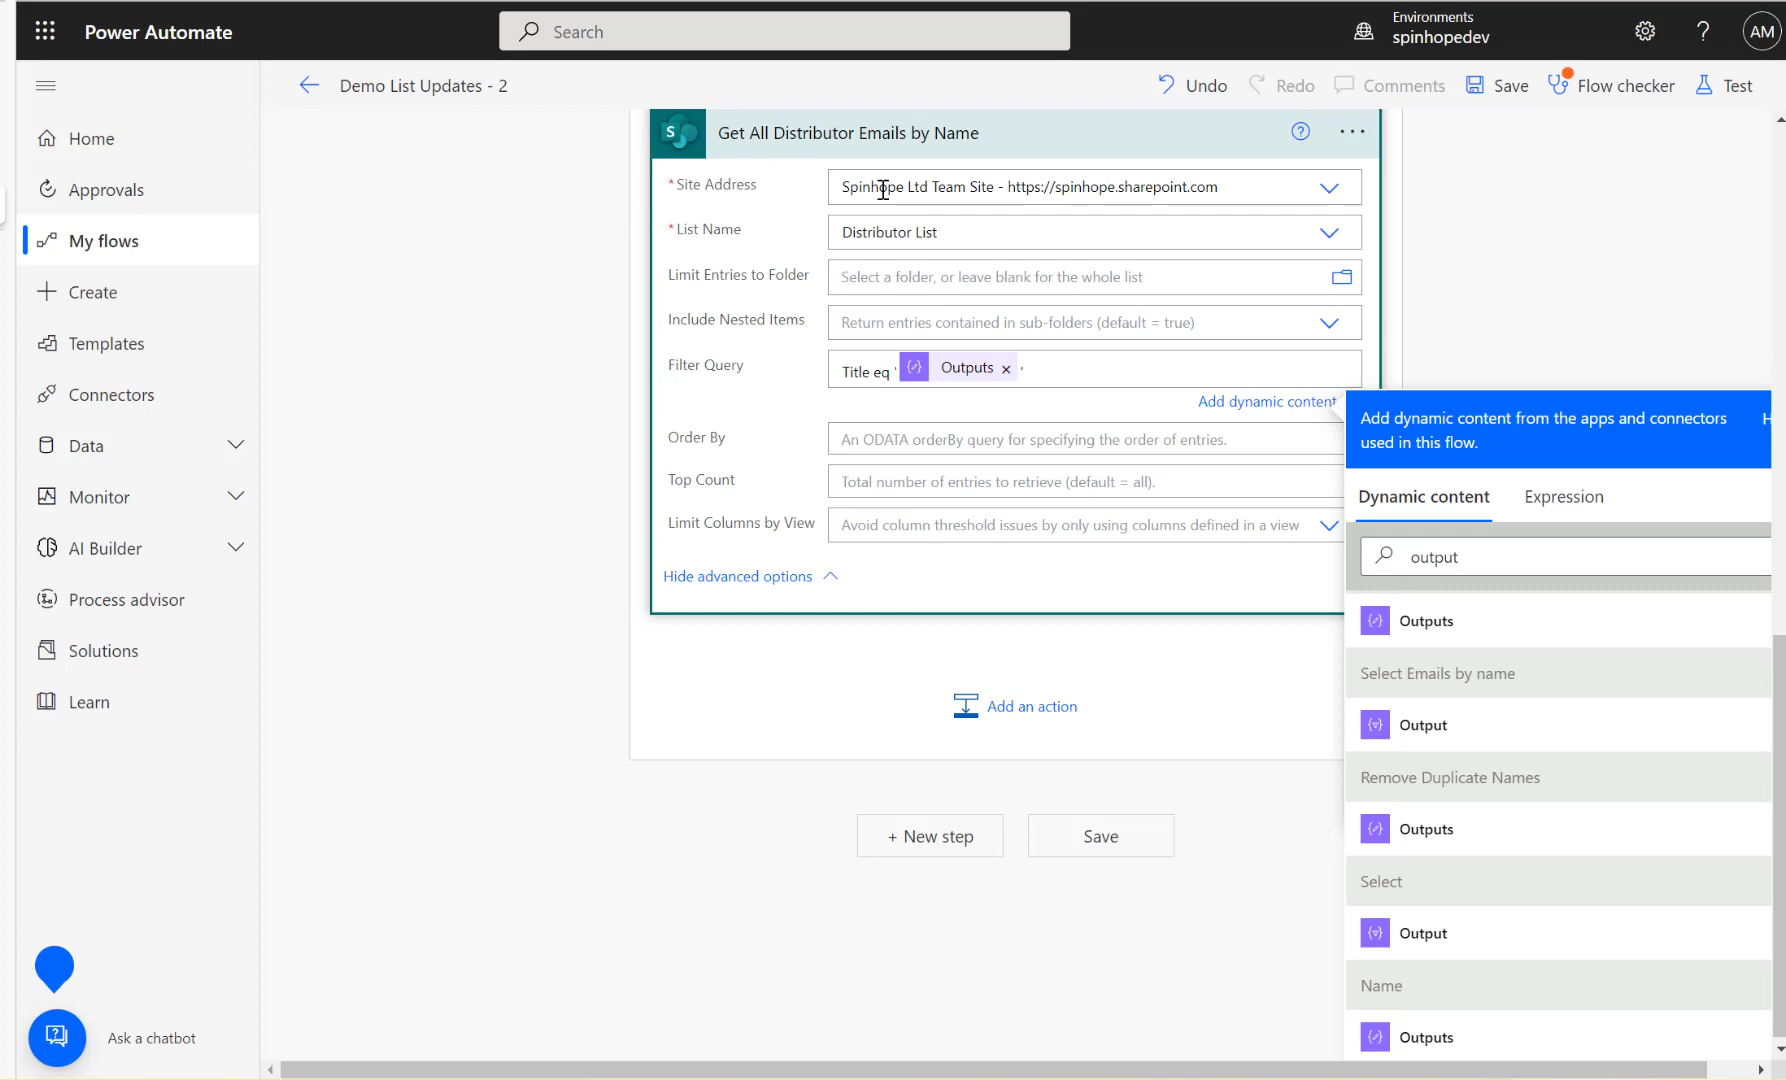 Power Automate
Search
Environments
spinhopedev
AM
Demo List Updates - 2
Undo
Redo
Comments
Save
Flow checker
Test
Home
Approvals
My flows
Create
Templates
Connectors
Data
Monitor
AI Builder
Process advisor
Solutions
Learn
Ask a chatbot
S
Get All Distributor Emails by Name
* Site Address
Spinhope Ltd Team Site - https://spinhope.sharepoint.com
* List Name
Distributor List
Limit Entries to Folder
Select a folder, or leave blank for the whole list
Include Nested Items
Return entries contained in sub-folders (default = true)
Filter Query
Title eq ' Outputs × '
Add dynamic content
Order By
An ODATA orderBy query for specifying the order of entries.
Top Count
Total number of entries to retrieve (default = all).
Limit Columns by View
Avoid column threshold issues by only using columns defined in a view
Hide advanced options
Add an action
+ New step
Save
Add dynamic content from the apps and connectors
used in this flow.
Dynamic content
Expression
output
Outputs
Select Emails by name
Output
Remove Duplicate Names
Outputs
Select
Output
Name
Outputs